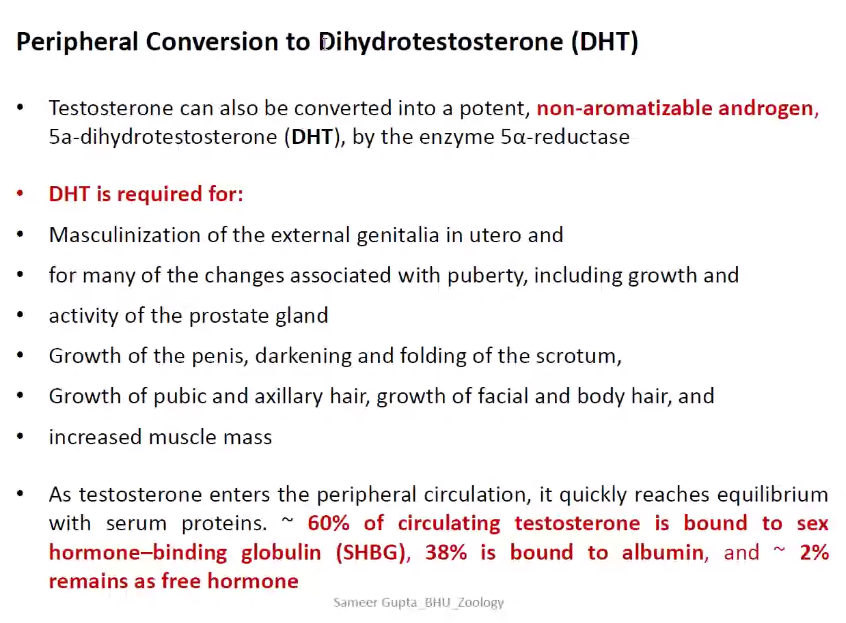 Peripheral Conversion to Dihydrotestosterone (DHT)
• Testosterone can also be converted into a potent, non-aromatizable androgen,
5a-dihydrotestosterone (DHT), by the enzyme 5α-reductase
• DHT is required for:
• Masculinization of the external genitalia in utero and
• for many of the changes associated with puberty, including growth and
• activity of the prostate gland
• Growth of the penis, darkening and folding of the scrotum,
• Growth of pubic and axillary hair, growth of facial and body hair, and
• increased muscle mass
• As testosterone enters the peripheral circulation, it quickly reaches equilibrium
with serum proteins. ~ 60% of circulating testosterone is bound to sex
hormone–binding globulin (SHBG), 38% is bound to albumin, and ~ 2%
remains as free hormone
Sameer Gupta_BHU_Zoology